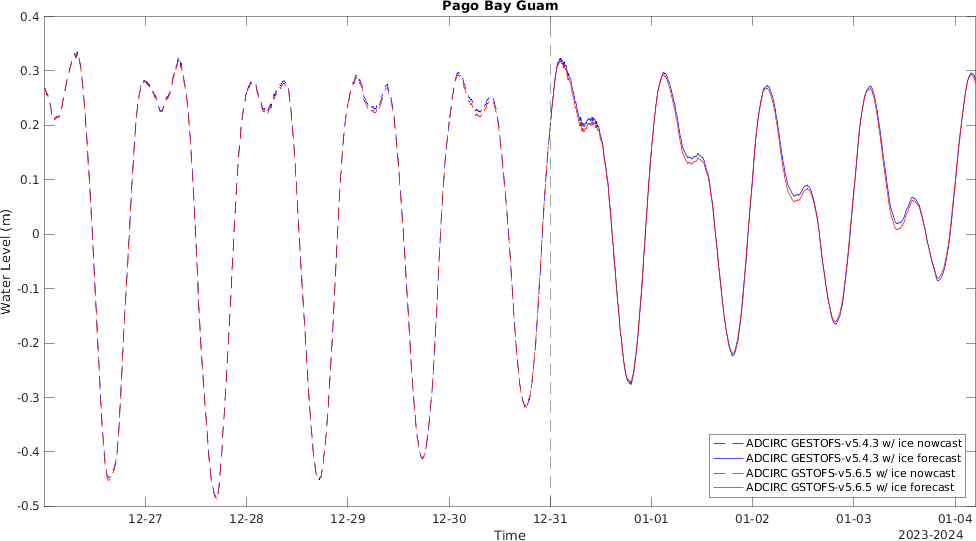 Pago Bay Guam
0.4
0.3
0.2
0.1
0
-0.1
-0.2
-0.3
-0.4
-0.5
Water Level (m)
ADCIRC GESTOFS-v5.4.3 w/ ice nowcast
ADCIRC GESTOFS-v5.4.3 w/ ice forecast
ADCIRC GSTOFS-v5.6.5 w/ ice nowcast
ADCIRC GSTOFS-v5.6.5 w/ ice forecast
12-27 12-28 12-29 12-30 12-31 01-01 01-02 01-03 01-04
Time
2023-2024